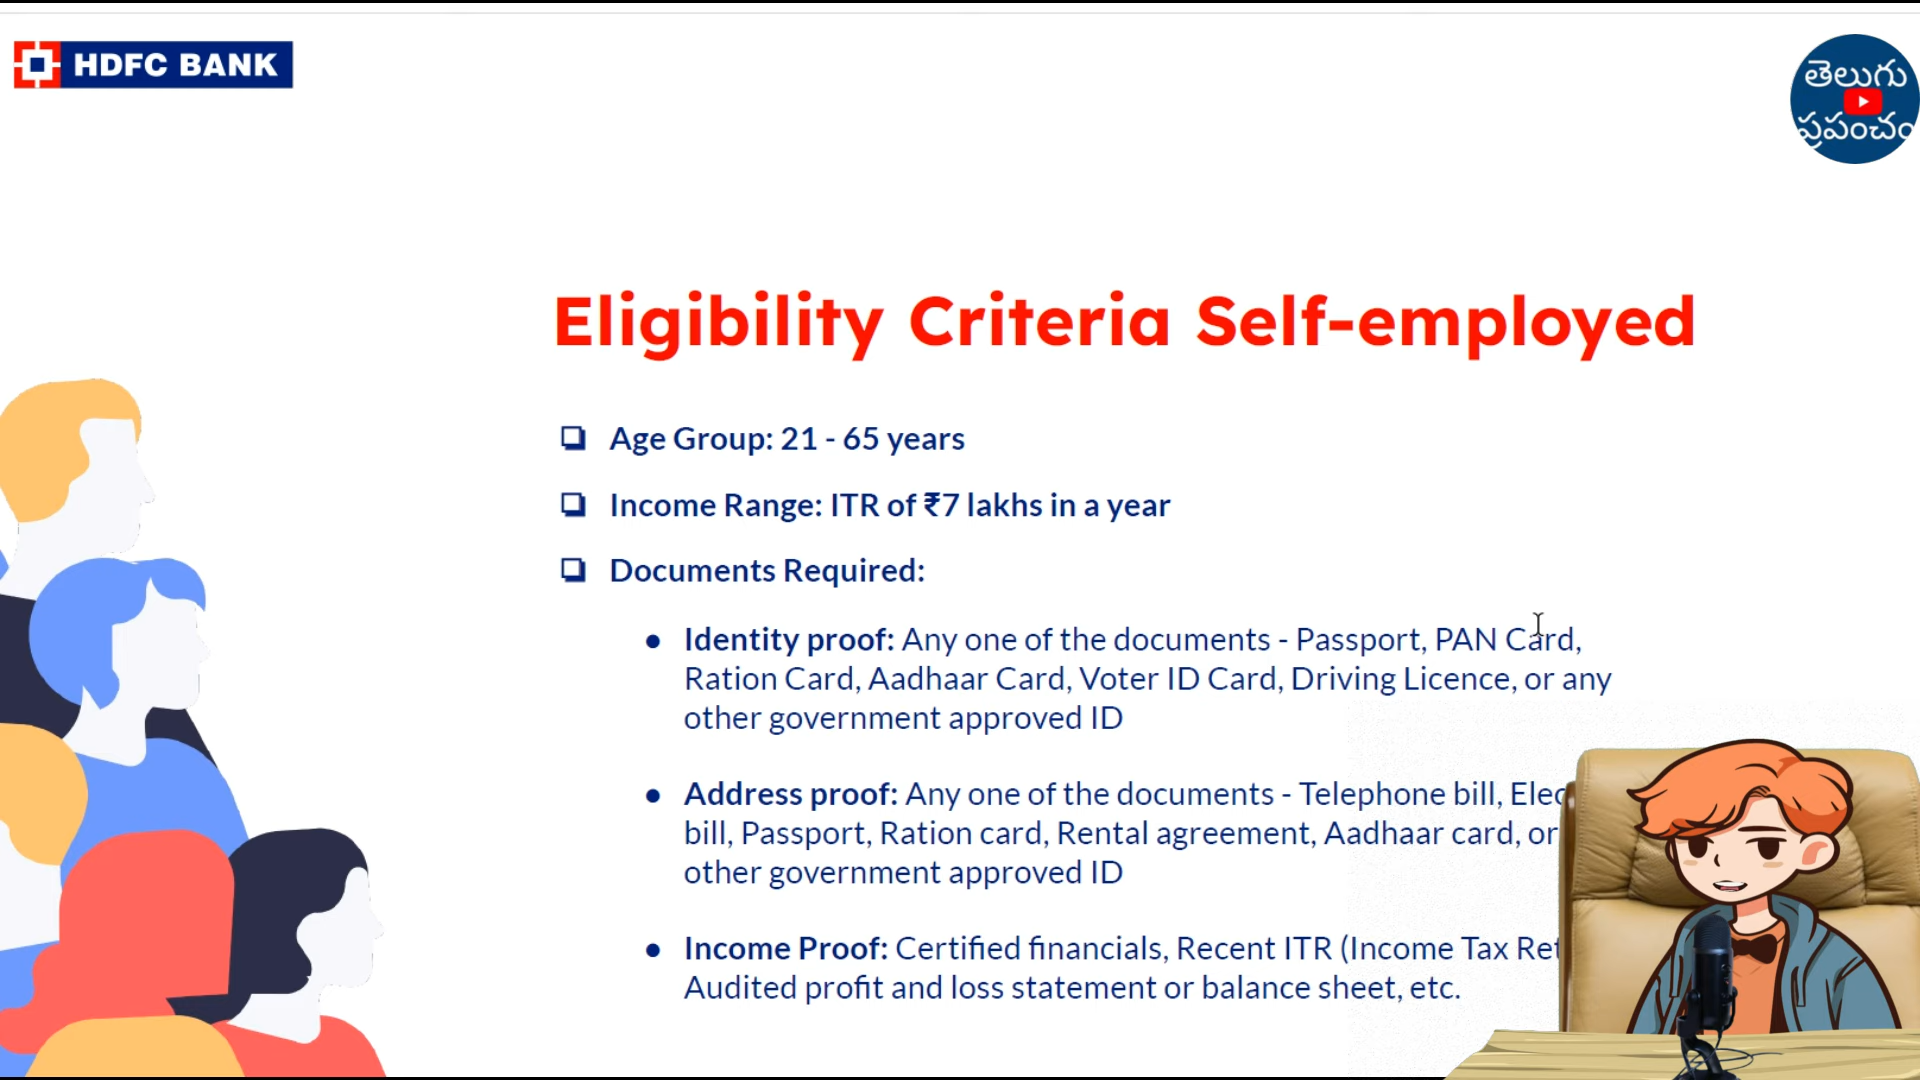 HDFC BANK
తెలుగు
ప్రపంచం
Eligibility Criteria Self-employed
Age Group: 21 - 65 years
Income Range: ITR of ₹7 lakhs in a year
Documents Required:
Identity proof: Any one of the documents - Passport, PAN Card,
Ration Card, Aadhaar Card, Voter ID Card, Driving Licence, or any
other government approved ID
Address proof: Any one of the documents - Telephone bill,
bill, Passport, Ration card, Rental agreement, Aadhaar card, or
other government approved ID
Income Proof: Certified financials, Recent ITR (Income Tax
Audited profit and loss statement or balance sheet, etc.